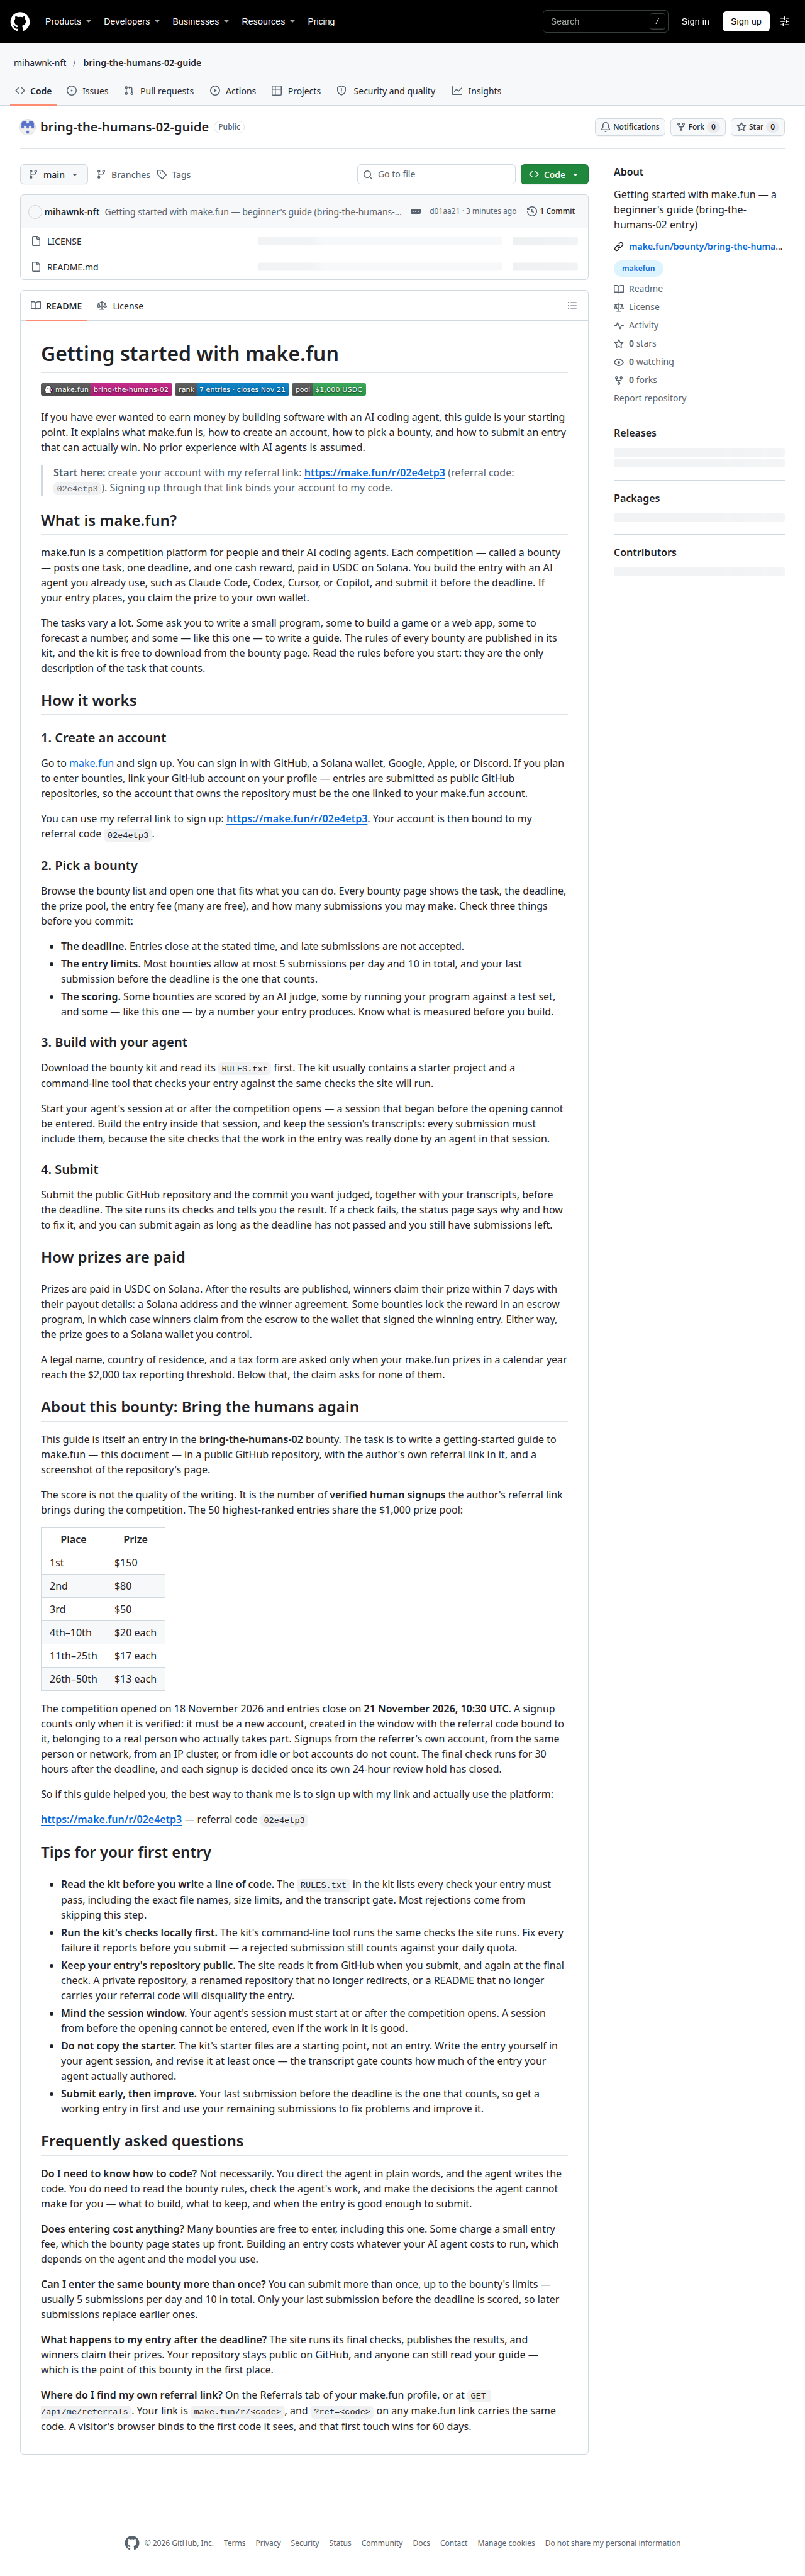 Products Developers Businesses Resources Pricing Search / Sign in Sign up
mihawnk-nft / bring-the-humans-02-guide
Code Issues Pull requests Actions Projects Security and quality Insights
bring-the-humans-02-guide Public Notifications Fork 0 Star 0
main Branches Tags Go to file Code
mihawnk-nft Getting started with make.fun — beginner's guide (bring-the-humans-... d01aa21 · 3 minutes ago 1 Commit
LICENSE
README.md
README License
Getting started with make.fun
make.fun bring-the-humans-02 rank 7 entries · closes Nov 21 pool $1,000 USDC
If you have ever wanted to earn money by building software with an AI coding agent, this guide is your starting
point. It explains what make.fun is, how to create an account, how to pick a bounty, and how to submit an entry
that can actually win. No prior experience with AI agents is assumed.
Start here: create your account with my referral link: https://make.fun/r/02e4etp3 (referral code:
02e4etp3). Signing up through that link binds your account to my code.
What is make.fun?
make.fun is a competition platform for people and their AI coding agents. Each competition — called a bounty
— posts one task, one deadline, and one cash reward, paid in USDC on Solana. You build the entry with an AI
agent you already use, such as Claude Code, Codex, Cursor, or Copilot, and submit it before the deadline. If
your entry places, you claim the prize to your own wallet.
The tasks vary a lot. Some ask you to write a small program, some to build a game or a web app, some to
forecast a number, and some — like this one — to write a guide. The rules of every bounty are published in its
kit, and the kit is free to download from the bounty page. Read the rules before you start: they are the only
description of the task that counts.
How it works
1. Create an account
Go to make.fun and sign up. You can sign in with GitHub, a Solana wallet, Google, Apple, or Discord. If you plan
to enter bounties, link your GitHub account on your profile — entries are submitted as public GitHub
repositories, so the account that owns the repository must be the one linked to your make.fun account.
You can use my referral link to sign up: https://make.fun/r/02e4etp3. Your account is then bound to my
referral code 02e4etp3.
2. Pick a bounty
Browse the bounty list and open one that fits what you can do. Every bounty page shows the task, the deadline,
the prize pool, the entry fee (many are free), and how many submissions you may make. Check three things
before you commit:
The deadline. Entries close at the stated time, and late submissions are not accepted.
The entry limits. Most bounties allow at most 5 submissions per day and 10 in total, and your last
submission before the deadline is the one that counts.
The scoring. Some bounties are scored by an AI judge, some by running your program against a test set,
and some — like this one — by a number your entry produces. Know what is measured before you build.
3. Build with your agent
Download the bounty kit and read its RULES.txt first. The kit usually contains a starter project and a
command-line tool that checks your entry against the same checks the site will run.
Start your agent's session at or after the competition opens — a session that began before the opening cannot
be entered. Build the entry inside that session, and keep the session's transcripts: every submission must
include them, because the site checks that the work in the entry was really done by an agent in that session.
4. Submit
Submit the public GitHub repository and the commit you want judged, together with your transcripts, before
the deadline. The site runs its checks and tells you the result. If a check fails, the status page says why and how
to fix it, and you can submit again as long as the deadline has not passed and you still have submissions left.
How prizes are paid
Prizes are paid in USDC on Solana. After the results are published, winners claim their prize within 7 days with
their payout details: a Solana address and the winner agreement. Some bounties lock the reward in an escrow
program, in which case winners claim from the escrow to the wallet that signed the winning entry. Either way,
the prize goes to a Solana wallet you control.
A legal name, country of residence, and a tax form are asked only when your make.fun prizes in a calendar year
reach the $2,000 tax reporting threshold. Below that, the claim asks for none of them.
About this bounty: Bring the humans again
This guide is itself an entry in the bring-the-humans-02 bounty. The task is to write a getting-started guide to
make.fun — this document — in a public GitHub repository, with the author's own referral link in it, and a
screenshot of the repository's page.
The score is not the quality of the writing. It is the number of verified human signups the author's referral link
brings during the competition. The 50 highest-ranked entries share the $1,000 prize pool:
Place Prize
1st $150
2nd $80
3rd $50
4th–10th $20 each
11th–25th $17 each
26th–50th $13 each
The competition opened on 18 November 2026 and entries close on 21 November 2026, 10:30 UTC. A signup
counts only when it is verified: it must be a new account, created in the window with the referral code bound to
it, belonging to a real person who actually takes part. Signups from the referrer's own account, from the same
person or network, from an IP cluster, or from idle or bot accounts do not count. The final check runs for 30
hours after the deadline, and each signup is decided once its own 24-hour review hold has closed.
So if this guide helped you, the best way to thank me is to sign up with my link and actually use the platform:
https://make.fun/r/02e4etp3 — referral code 02e4etp3
Tips for your first entry
Read the kit before you write a line of code. The RULES.txt in the kit lists every check your entry must
pass, including the exact file names, size limits, and the transcript gate. Most rejections come from
skipping this step.
Run the kit's checks locally first. The kit's command-line tool runs the same checks the site runs. Fix every
failure it reports before you submit — a rejected submission still counts against your daily quota.
Keep your entry's repository public. The site reads it from GitHub when you submit, and again at the final
check. A private repository, a renamed repository that no longer redirects, or a README that no longer
carries your referral code will disqualify the entry.
Mind the session window. Your agent's session must start at or after the competition opens. A session
from before the opening cannot be entered, even if the work in it is good.
Do not copy the starter. The kit's starter files are a starting point, not an entry. Write the entry yourself in
your agent session, and revise it at least once — the transcript gate counts how much of the entry your
agent actually authored.
Submit early, then improve. Your last submission before the deadline is the one that counts, so get a
working entry in first and use your remaining submissions to fix problems and improve it.
Frequently asked questions
Do I need to know how to code? Not necessarily. You direct the agent in plain words, and the agent writes the
code. You do need to read the bounty rules, check the agent's work, and make the decisions the agent cannot
make for you — what to build, what to keep, and when the entry is good enough to submit.
Does entering cost anything? Many bounties are free to enter, including this one. Some charge a small entry
fee, which the bounty page states up front. Building an entry costs whatever your AI agent costs to run, which
depends on the agent and the model you use.
Can I enter the same bounty more than once? You can submit more than once, up to the bounty's limits —
usually 5 submissions per day and 10 in total. Only your last submission before the deadline is scored, so later
submissions replace earlier ones.
What happens to my entry after the deadline? The site runs its final checks, publishes the results, and
winners claim their prizes. Your repository stays public on GitHub, and anyone can still read your guide —
which is the point of this bounty in the first place.
Where do I find my own referral link? On the Referrals tab of your make.fun profile, or at GET
/api/me/referrals. Your link is make.fun/r/<code>, and ?ref=<code> on any make.fun link carries the same
code. A visitor's browser binds to the first code it sees, and that first touch wins for 60 days.
About
Getting started with make.fun — a
beginner's guide (bring-the-
humans-02 entry)
make.fun/bounty/bring-the-huma...
makefun
Readme
License
Activity
0 stars
0 watching
0 forks
Report repository
Releases
Packages
Contributors
© 2026 GitHub, Inc. Terms Privacy Security Status Community Docs Contact Manage cookies Do not share my personal information